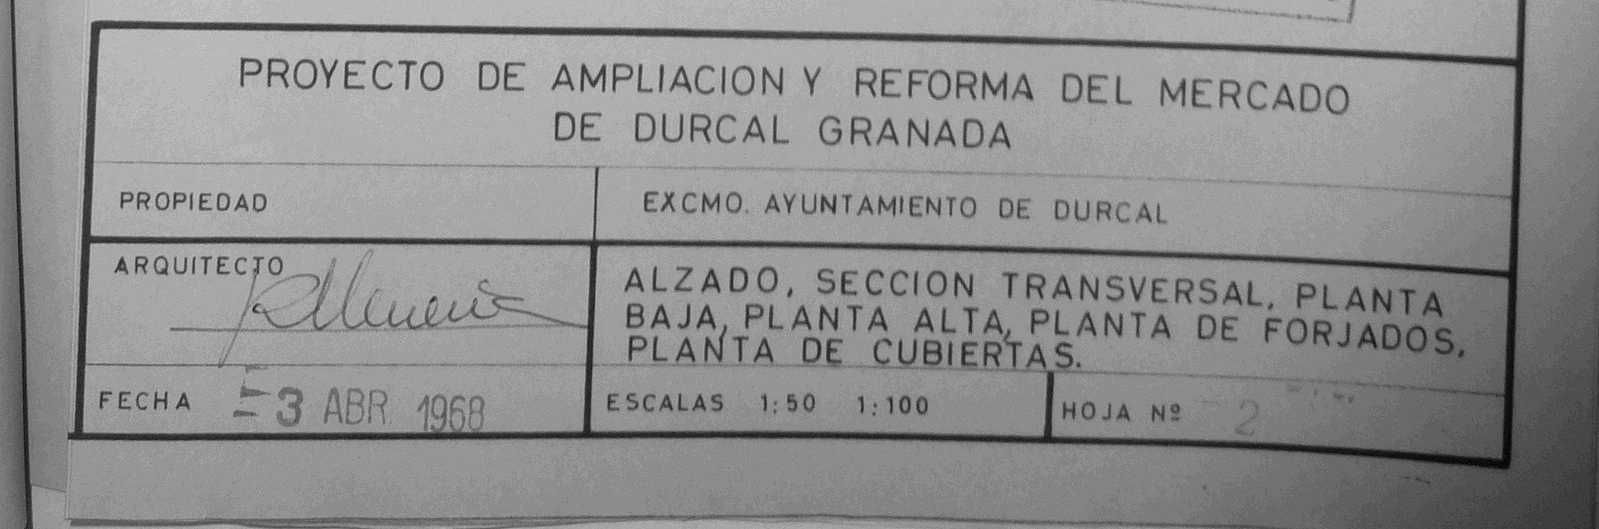 PROYECTO DE AMPLIACION Y REFORMA DEL MERCADO
DE DURCAL GRANADA
PROPIEDAD
EXCMO. AYUNTAMIENTO DE DURCAL
ARQUITECTO
ALZADO, SECCION TRANSVERSAL, PLANTA
BAJA, PLANTA ALTA, PLANTA DE FORJADOS,
PLANTA DE CUBIERTAS.
FECHA
3 ABR. 1968
ESCALAS 1:50 1:100
HOJA Nº 2